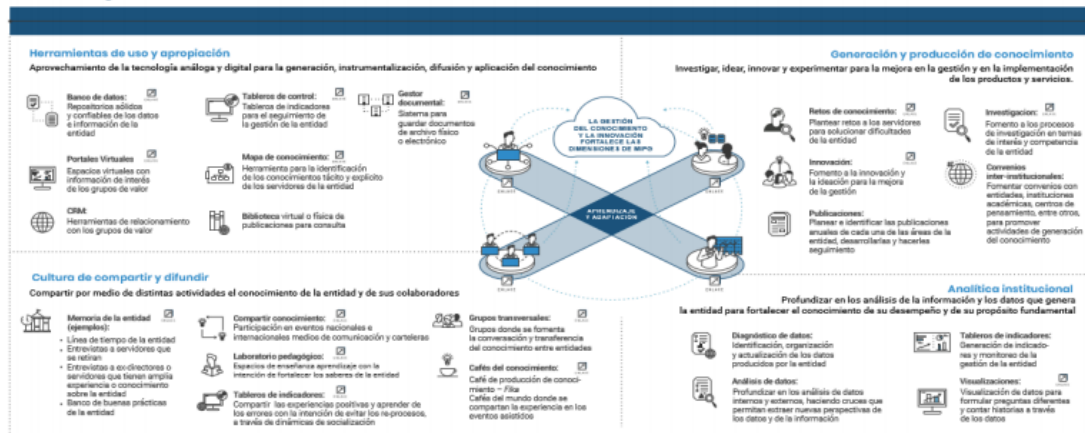 Herramientas de uso y apropiación
Aprovechamiento de la tecnología análoga y digital para la generación, instrumentalización, difusión y aplicación del conocimiento
Banco de datos:
Repositorios sólidos
y confiables de los datos
e información de la
entidad
Tableros de control:
Tableros de indicadores
para el seguimiento de
la gestión de la entidad
Gestor
documental:
Sistema para
guardar documentos
de archivo físico
o electrónico
Portales Virtuales
Espacios virtuales con
información de interés
de los grupos de valor
Mapa de conocimiento:
Herramienta para la identificación
de los conocimientos tácito y explícito
de los servidores de la entidad
CRM:
Herramientas de relacionamiento
con los grupos de valor
Biblioteca virtual o física de
publicaciones para consulta
LA GESTIÓN
DEL CONOCIMIENTO
Y LA INNOVACIÓN
FORTALECE LAS
DIMENSIONES DE MIPG
APRENDIZAJE
Y ADAPTACIÓN
ENLACE
ENLACE
ENLACE
ENLACE
Generación y producción de conocimiento
Investigar, idear, innovar y experimentar para la mejora en la gestión y en la implementación
de los productos y servicios.
Retos de conocimiento:
Plantear retos a los servidores
para solucionar dificultades
de la entidad
Investigacion:
Fomento a los procesos
de investigación en temas
de interés y competencia
de la entidad
Innovación:
Fomento a la innovación y
la ideación para la mejora
de la gestión
Convenios
inter-institucionales:
Fomentar convenios con
entidades, instituciones
académicas, centros de
pensamiento, entre otros,
para promover
actividades de generación
del conocimiento
Publicaciones:
Planear e identificar las publicaciones
anuales de cada una de las áreas de la
entidad, desarrollarlas y hacerles
seguimiento
Cultura de compartir y difundir
Compartir por medio de distintas actividades el conocimiento de la entidad y de sus colaboradores
Memoria de la entidad
(ejemplos):
• Línea de tiempo de la entidad
• Entrevistas a servidores que
se retiran
• Entrevistas a ex-directores o
servidores que tienen amplia
experiencia o conocimiento
sobre la entidad
• Banco de buenas prácticas
de la entidad
Compartir conocimiento:
Participación en eventos nacionales e
internacionales medios de comunicación y carteleras
Laboratorio pedagógico:
Espacios de enseñanza aprendizaje con la
intención de fortalecer los saberes de la entidad
Tableros de indicadores:
Compartir las experiencias positivas y aprender de
los errores con la intención de evitar los re-procesos,
a través de dinámicas de socialización
Grupos transversales:
Grupos donde se fomenta
la conversación y transferencia
del conocimiento entre entidades
Cafés del conocimiento:
Café de producción de conoci-
miento – Fika
Cafés del mundo donde se
compartan la experiencia en los
eventos asistidos
Analítica institucional
Profundizar en los análisis de la información y los datos que genera
la entidad para fortalecer el conocimiento de su desempeño y de su propósito fundamental
Diagnóstico de datos:
Identificación, organización
y actualización de los datos
producidos por la entidad
Tableros de indicadores:
Generación de indicado-
res y monitoreo de la
gestión de la entidad
Análisis de datos:
Profundizar en los análisis de datos
internos y externos, haciendo cruces que
permitan extraer nuevas perspectivas de
los datos y de la información
Visualizaciones:
Visualización de datos para
formular preguntas diferentes
y contar historias a través
de los datos